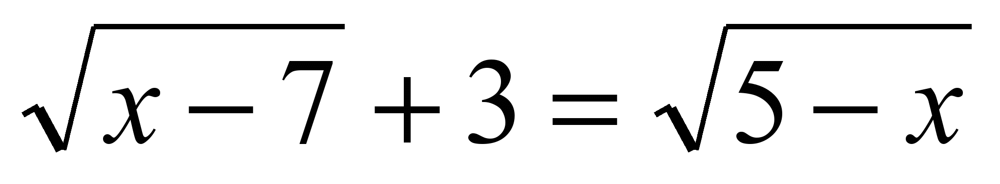 √(x − 7) + 3 = √(5 − x)